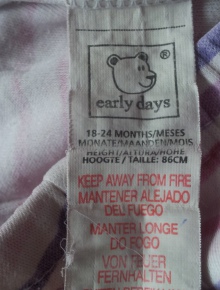 ®
early days
18-24 MONTHS/MESES
MONATE/MAANDEN/MOIS
HEIGHT/ALTURA/HÖHE
HOOGTE / TAILLE: 86CM
KEEP AWAY FROM FIRE
MANTENER ALEJADO
DEL FUEGO
MANTER LONGE
DO FOGO
VON FEUER
FERNHALTEN